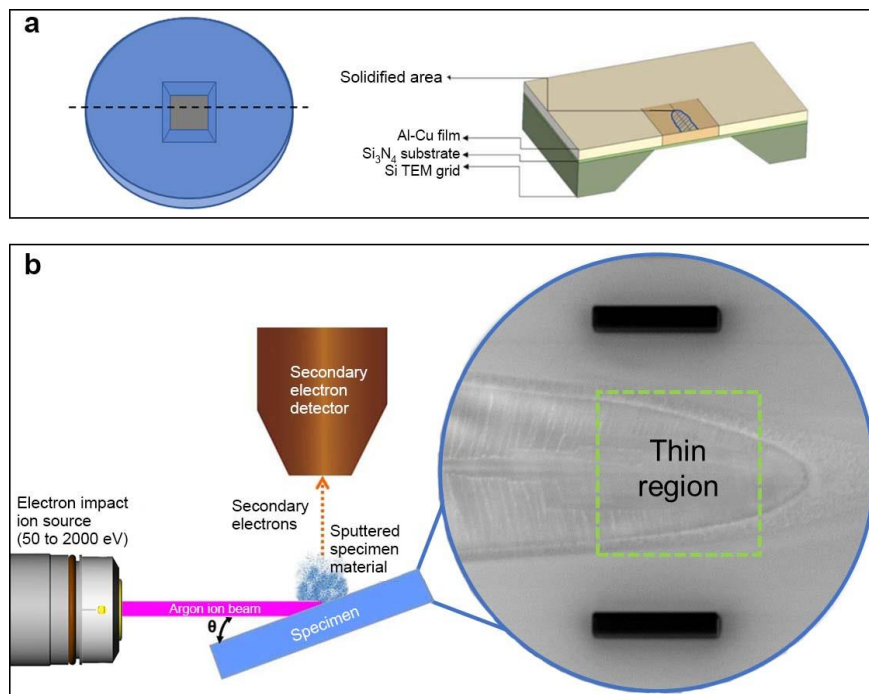 a
Solidified area
Al-Cu film
Si₃N₄ substrate
Si TEM grid
b
Secondary
electron
detector
Electron impact
ion source
(50 to 2000 eV)
Secondary
electrons
Sputtered
specimen
material
Argon ion beam
θ
Specimen
Thin
region